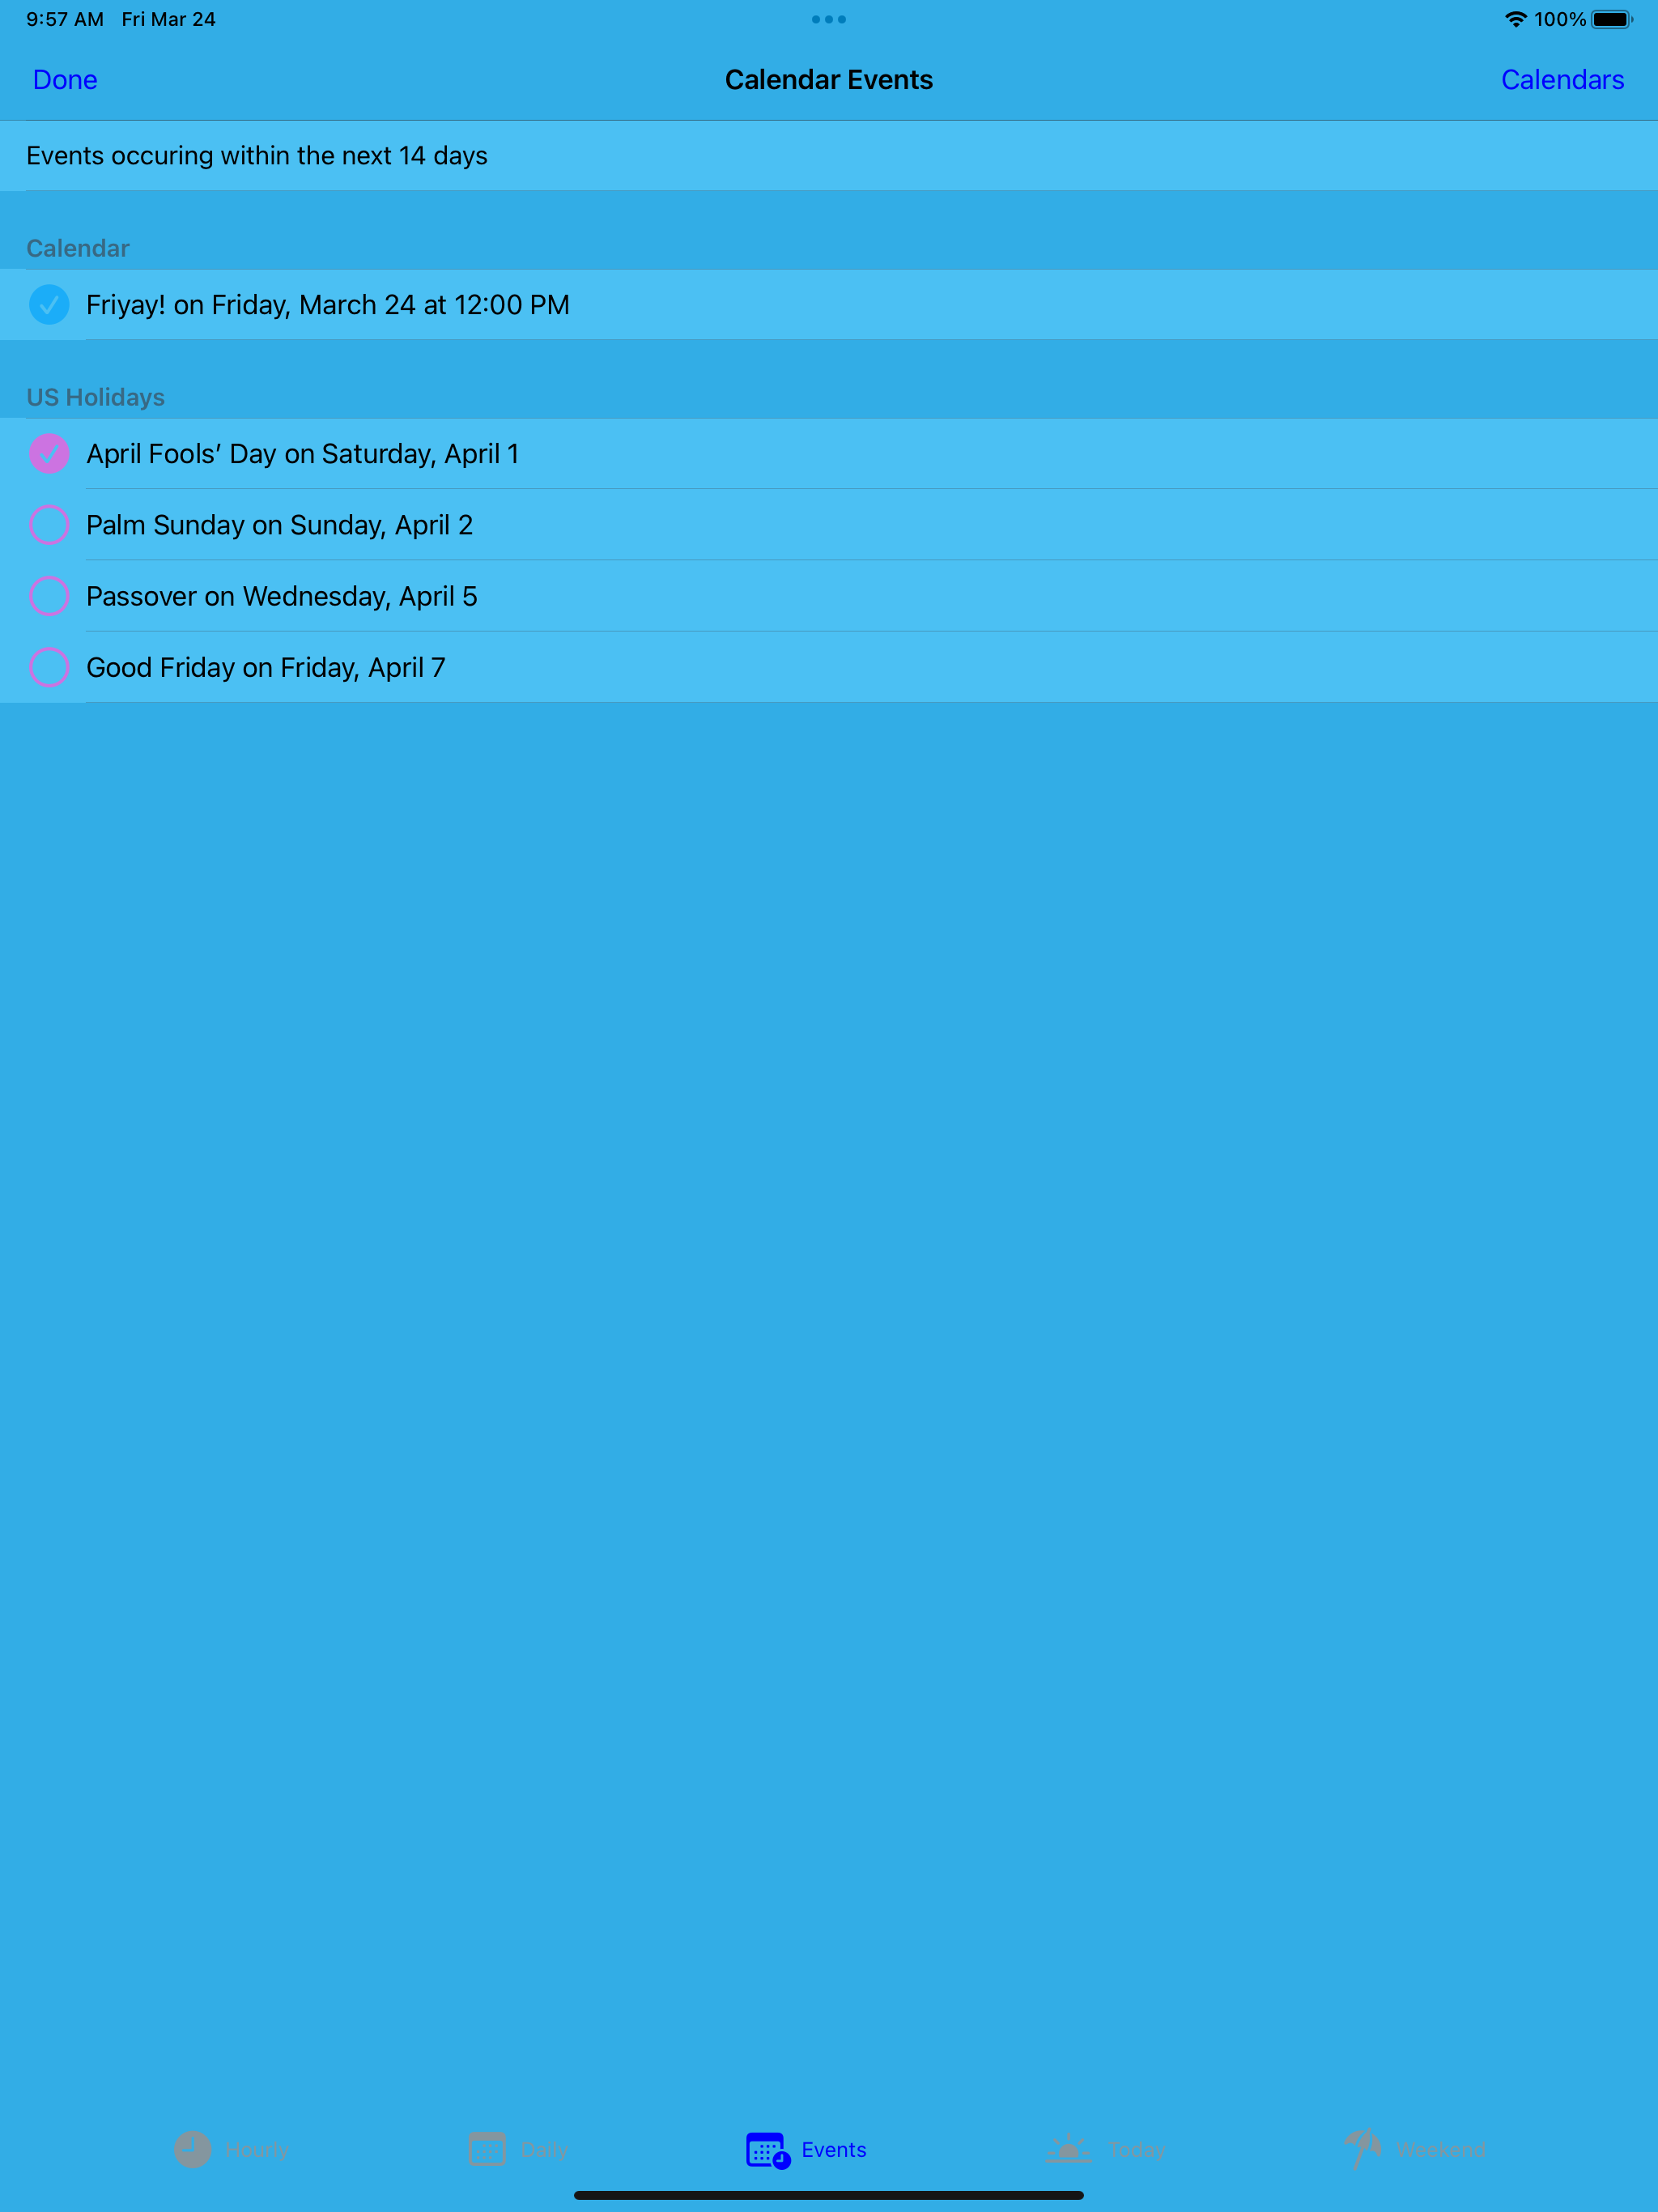 9:57 AM Fri Mar 24 100%
Done Calendar Events Calendars
Events occuring within the next 14 days
Calendar
Friyay! on Friday, March 24 at 12:00 PM
US Holidays
April Fools’ Day on Saturday, April 1
Palm Sunday on Sunday, April 2
Passover on Wednesday, April 5
Good Friday on Friday, April 7
Hourly Daily Events Today Weekend